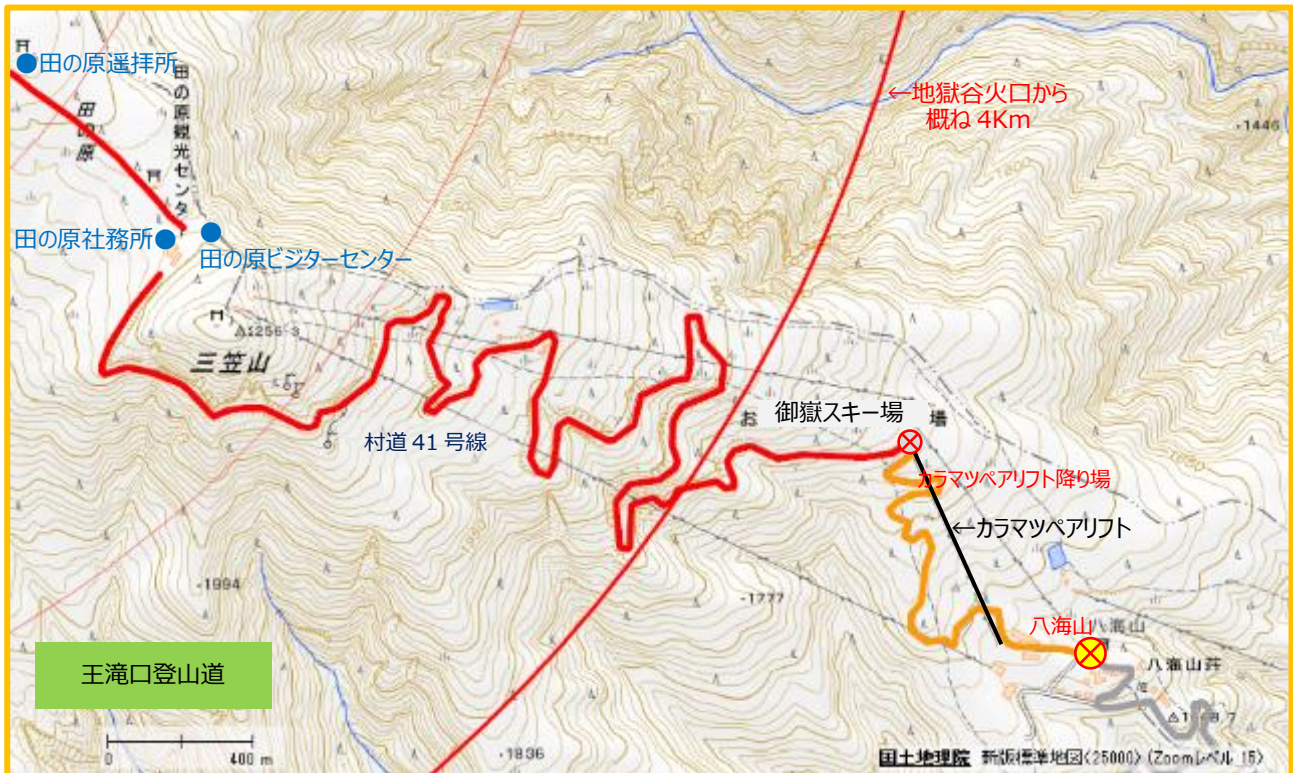 田の原遥拝所
田の原
田の原観光センタ
←地獄谷火口から
概ね 4Km
・1446
田の原社務所
田の原ビジターセンター
三笠山
村道 41 号線
お
御嶽スキー場
場
カラマツペアリフト降り場
←カラマツペアリフト
・1994
・1777
八海山
八海山
八海山荘
王滝口登山道
0
400 m
・1836
国土地理院 新版標準地図(25000) (Zoomレベル 15)